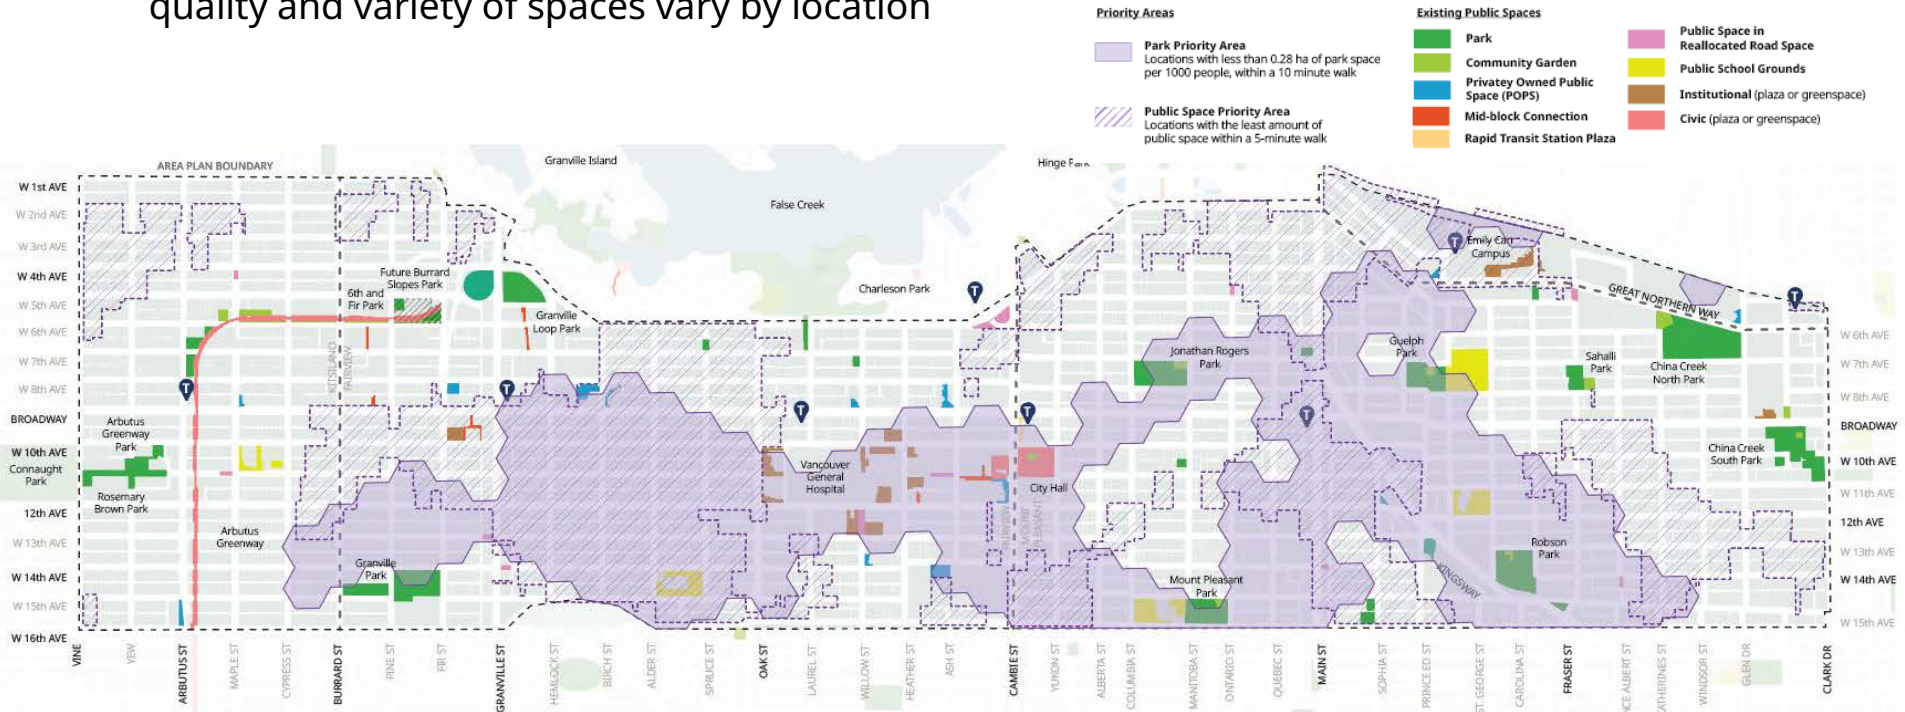 quality and variety of spaces vary by location
Priority Areas
Park Priority Area
Locations with less than 0.28 ha of park space
per 1000 people, within a 10 minute walk
Public Space Priority Area
Locations with the least amount of
public space within a 5-minute walk
Existing Public Spaces
Park
Community Garden
Privatey Owned Public
Space (POPS)
Mid-block Connection
Rapid Transit Station Plaza
Public Space in
Reallocated Road Space
Public School Grounds
Institutional (plaza or greenspace)
Civic (plaza or greenspace)
AREA PLAN BOUNDARY
Granville Island
False Creek
Charleson Park
Hinge Park
W 1st AVE
W 2nd AVE
W 3rd AVE
W 4th AVE
W 5th AVE
W 6th AVE
W 7th AVE
W 8th AVE
BROADWAY
W 10th AVE
Connaught
Park
12th AVE
W 13th AVE
W 14th AVE
W 15th AVE
W 16th AVE
Future Burrard
Slopes Park
6th and
Fir Park
Granville
Loop Park
KITSILANO
FAIRVIEW
Arbutus
Greenway
Park
Rosemary
Brown Park
Arbutus
Greenway
Granville
Park
Vancouver
General
Hospital
City Hall
FAIRVIEW
MOUNT
PLEASANT
Jonathan Rogers
Park
Mount Pleasant
Park
Guelph
Park
Emily Carr
Campus
GREAT NORTHERN WAY
Sahalli
Park
China Creek
North Park
China Creek
South Park
Robson
Park
KINGSWAY
W 6th AVE
W 7th AVE
W 8th AVE
BROADWAY
W 10th AVE
W 11th AVE
12th AVE
W 13th AVE
W 14th AVE
W 15th AVE
VINE
YEW
ARBUTUS ST
MAPLE ST
CYPRESS ST
BURRARD ST
PINE ST
FIR ST
GRANVILLE ST
HEMLOCK ST
BIRCH ST
ALDER ST
SPRUCE ST
OAK ST
LAUREL ST
WILLOW ST
HEATHER ST
ASH ST
CAMBIE ST
YUKON ST
ALBERTA ST
COLUMBIA ST
MANITOBA ST
ONTARIO ST
QUEBEC ST
MAIN ST
SOPHIA ST
PRINCE ED ST
ST. GEORGE ST
CAROLINA ST
FRASER ST
NCE ALBERT ST
ATHERINES ST
WINDSOR ST
GLEN DR
CLARK DR
T
T
T
T
T
T
T
T